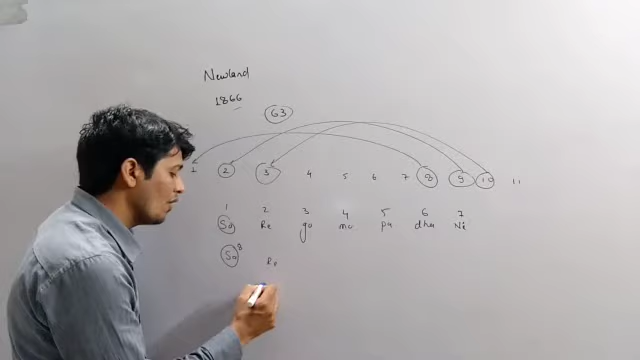 Newland
1866
63
1 2 3 4 5 6 7 8 9 10 11
1 2 3 4 5 6 7
Sa Re ga ma pa dha Ni
Sa 8 Re